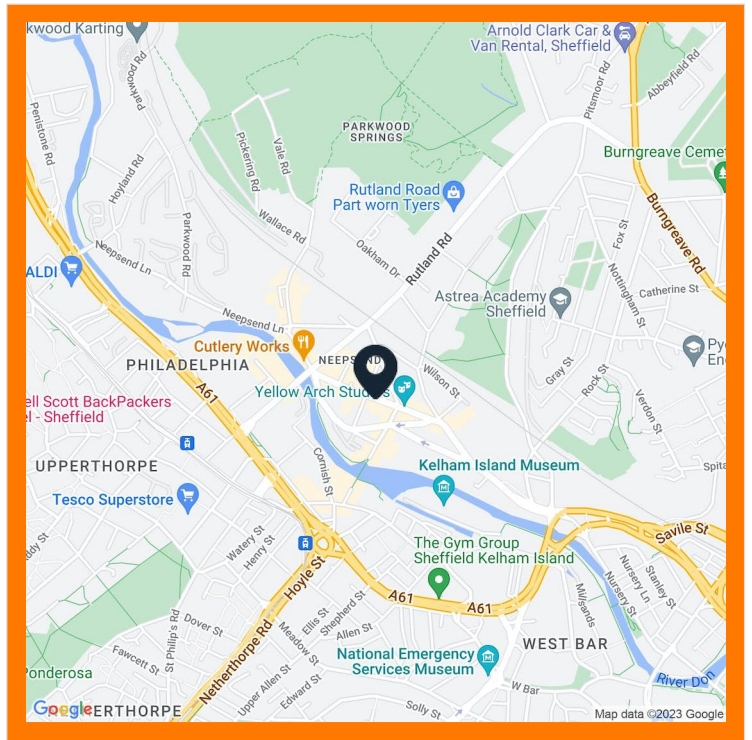 kwood Karting
Arnold Clark Car &
Van Rental, Sheffield
Parkwood Rd
Pitsmoor Rd
Abbeyfield Rd
Penistone Rd
PARKWOOD
SPRINGS
Pickering Rd
Vale Rd
Burngreave Cemet
Hoyland Rd
Rutland Road
Part worn Tyers
Burngreave Rd
Wallace Rd
Parkwood Rd
Fox St
Neepsend Ln
Oakham Dr
Rutland Rd
ALDI
Nottingham St
Catherine St
Astrea Academy
Sheffield
Neepsend Ln
Cutlery Works
NEEPSEND
Pye
En
PHILADELPHIA
Wilson St
Gray St
Rock St
A61
Yellow Arch Studios
Verdon St
ell Scott BackPackers
el - Sheffield
UPPERTHORPE
Cornish St
Kelham Island Museum
Spita
Tesco Superstore
Savile St
Watery St
Henry St
The Gym Group
Sheffield Kelham Island
ddy St
Hoyle St
A61
A61
Nursery St
Nursery Ln
Stanley St
Millsands
St Philip's Rd
Dover St
Ellis St
Shepherd St
Allen St
Meadow St
WEST BAR
Fawcett St
Netherthorpe Rd
National Emergency
Services Museum
Ponderosa
Upper Allen St
Edward St
W Bar
River Don
Solly St
Google
ERTHORPE
Map data ©2023 Google